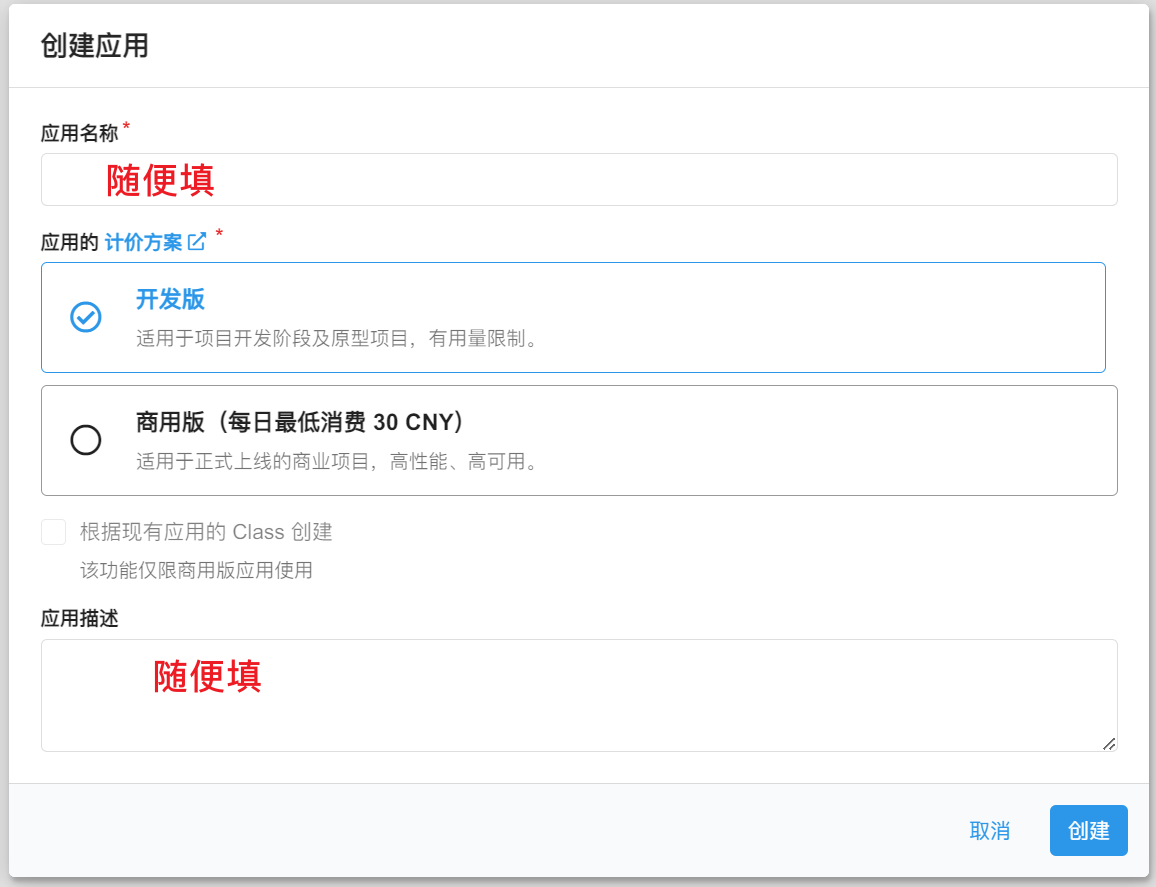 创建应用
应用名称*
随便填
应用的 计价方案 *
开发版
适用于项目开发阶段及原型项目，有用量限制。
商用版（每日最低消费 30 CNY）
适用于正式上线的商业项目，高性能、高可用。
根据现有应用的 Class 创建
该功能仅限商用版应用使用
应用描述
随便填
取消 创建